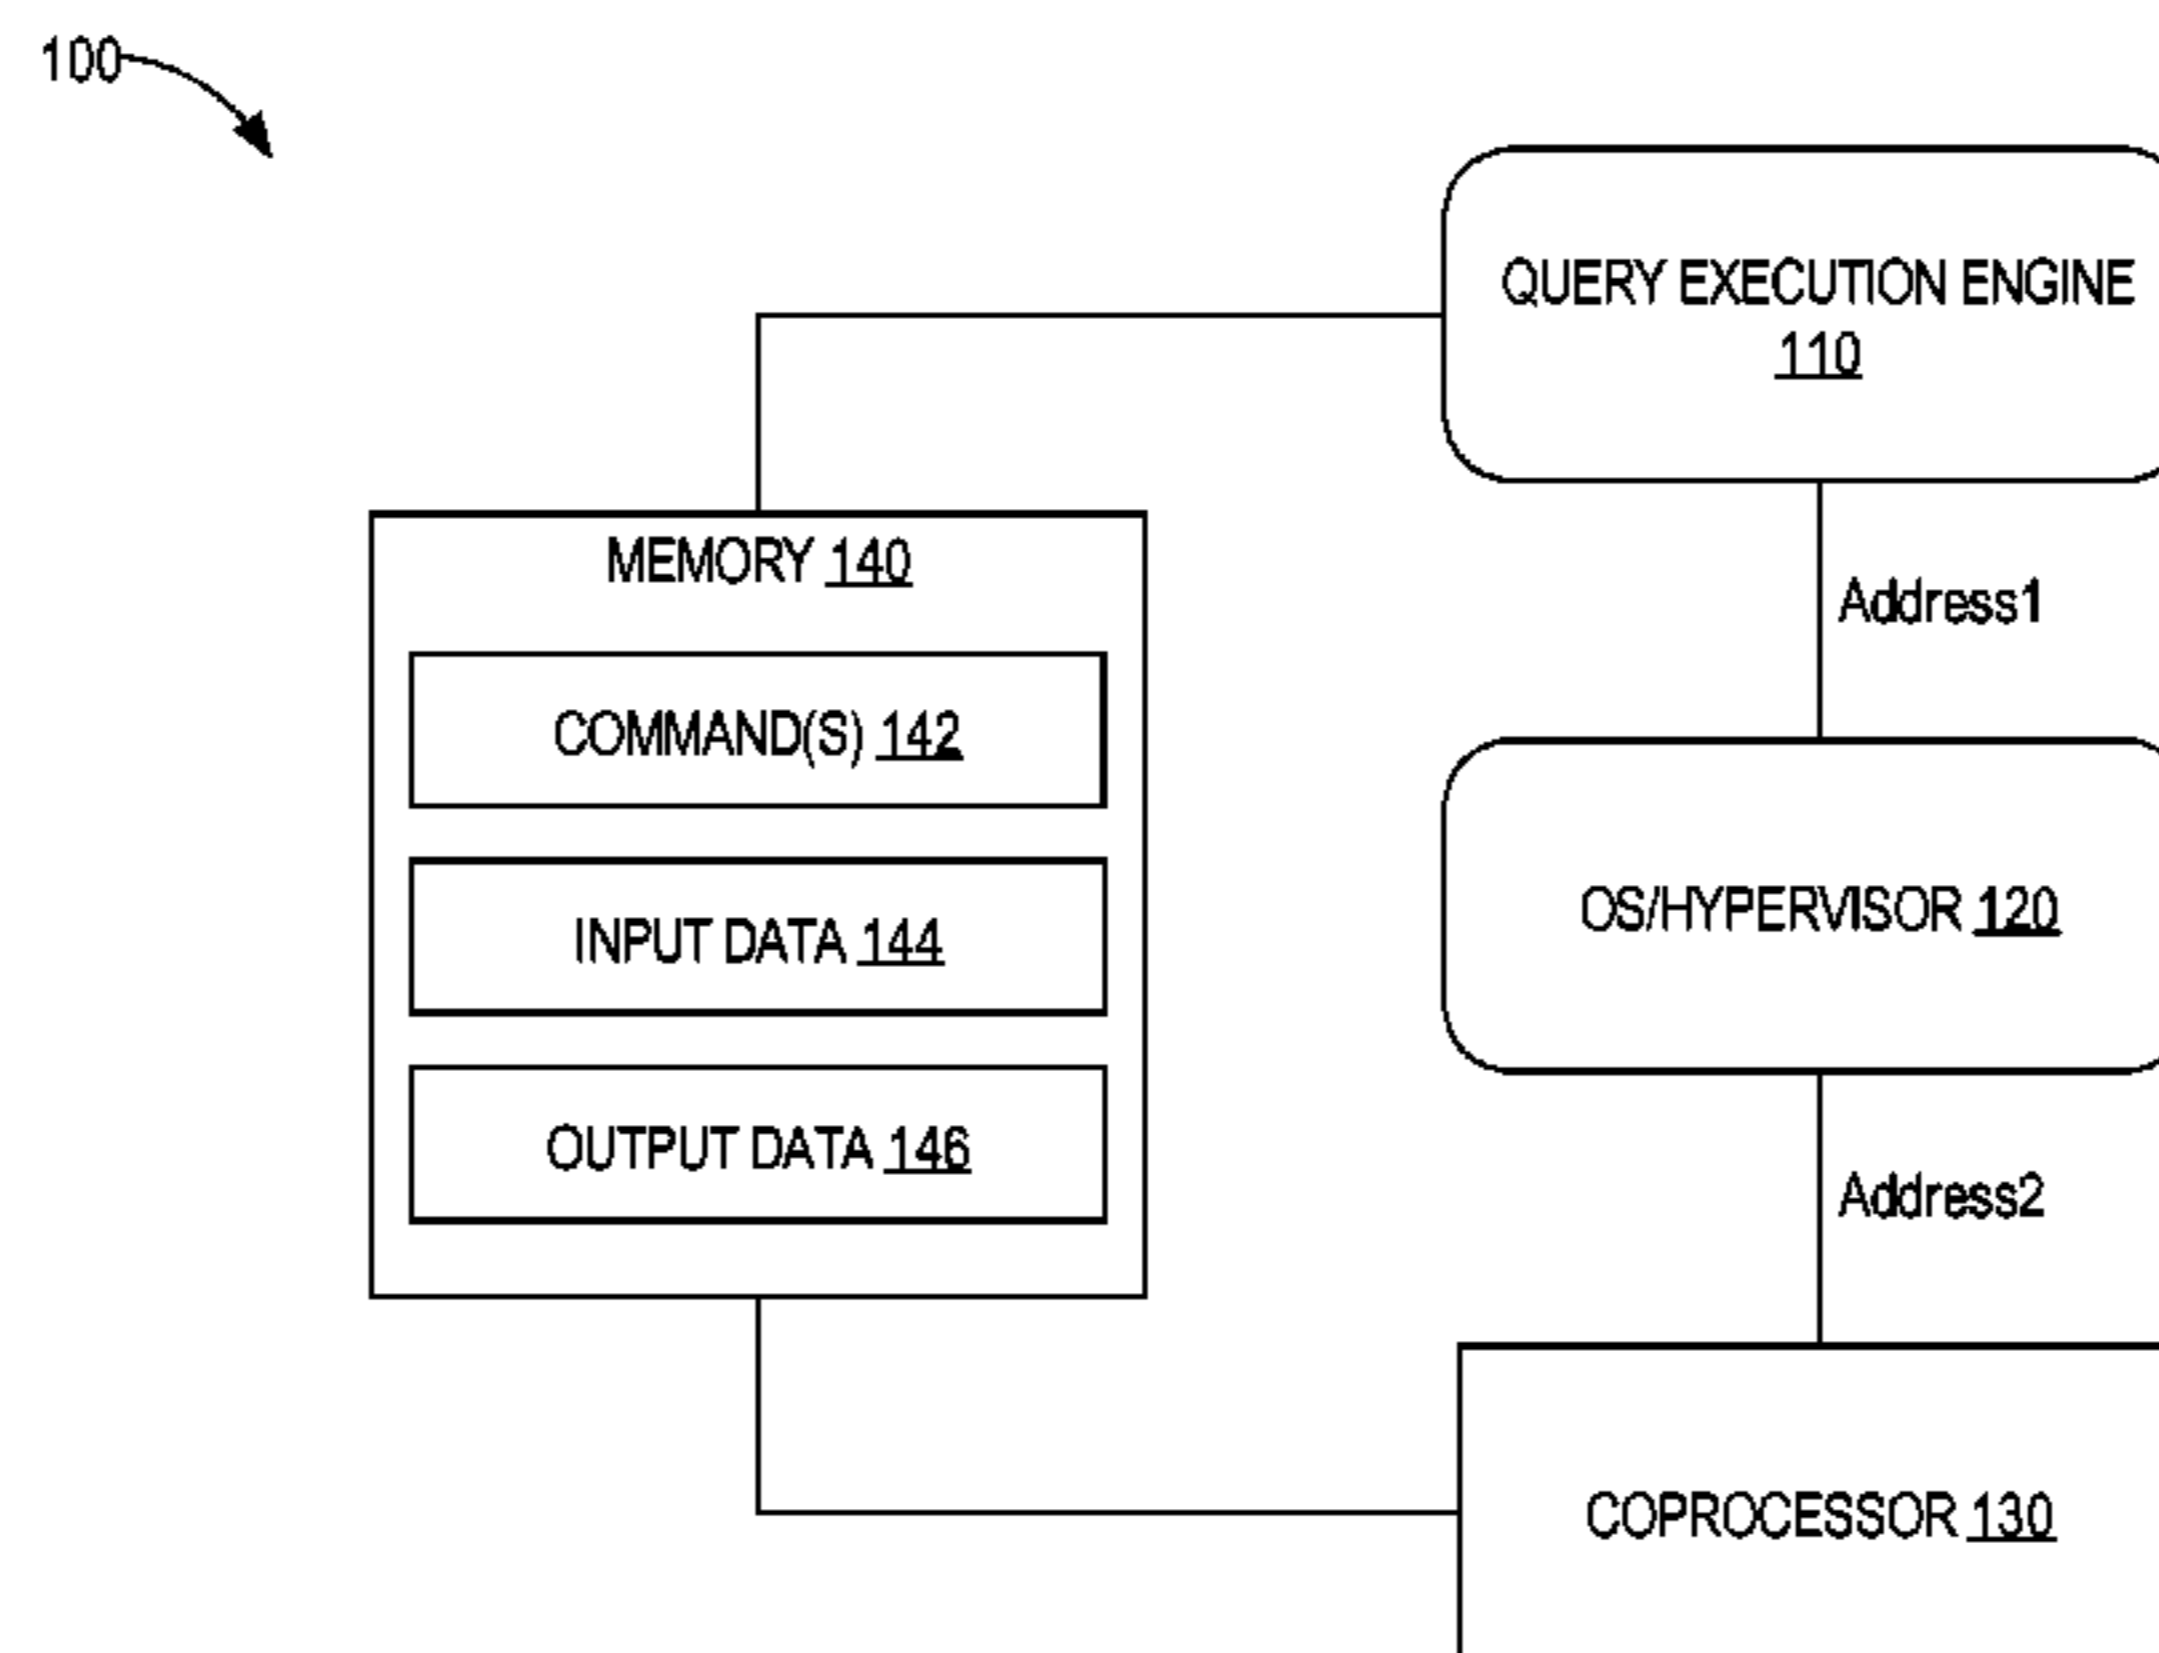 100
QUERY EXECUTION ENGINE
110
MEMORY 140
Address1
COMMAND(S) 142
OS/HYPERVISOR 120
INPUT DATA 144
OUTPUT DATA 146
Address2
COPROCESSOR 130